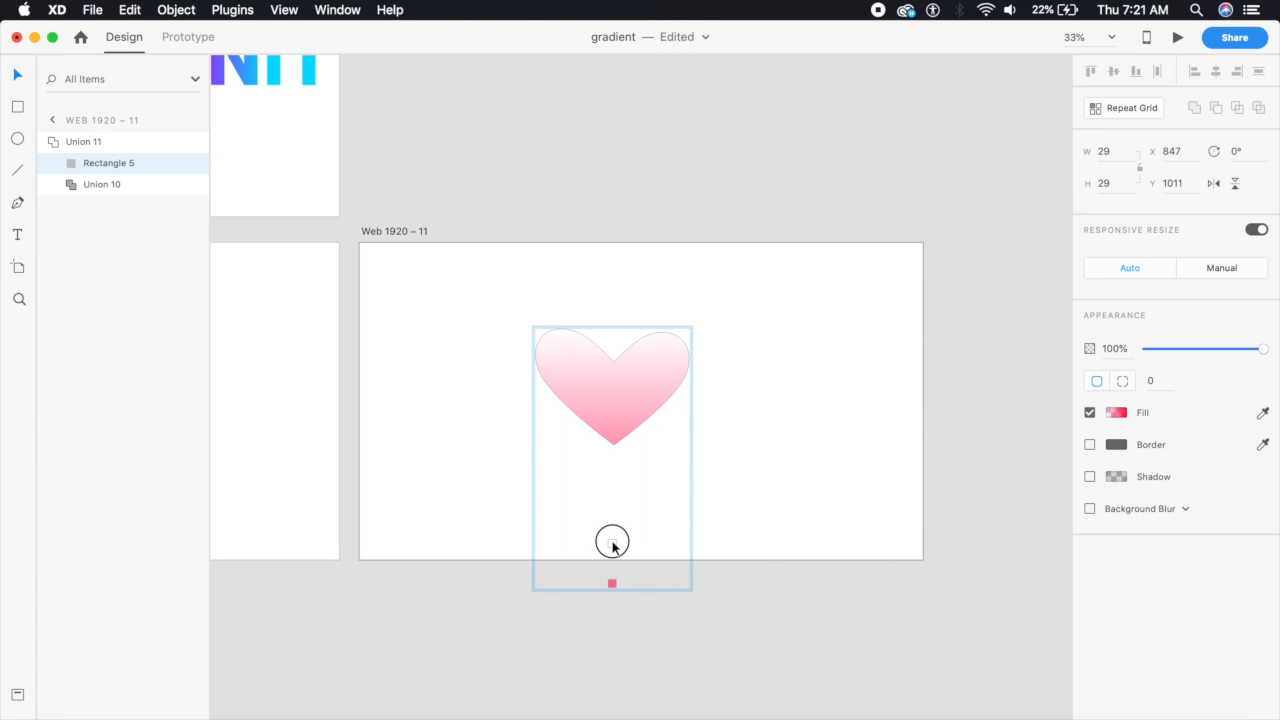 XD File Edit Object Plugins View Window Help 22% Thu 7:21 AM
Design Prototype gradient — Edited 33% Share
All Items
WEB 1920 – 11
Union 11
Rectangle 5
Union 10
Web 1920 – 11
Repeat Grid
W 29 X 847 0°
H 29 Y 1011
RESPONSIVE RESIZE
Auto Manual
APPEARANCE
100%
0
Fill
Border
Shadow
Background Blur